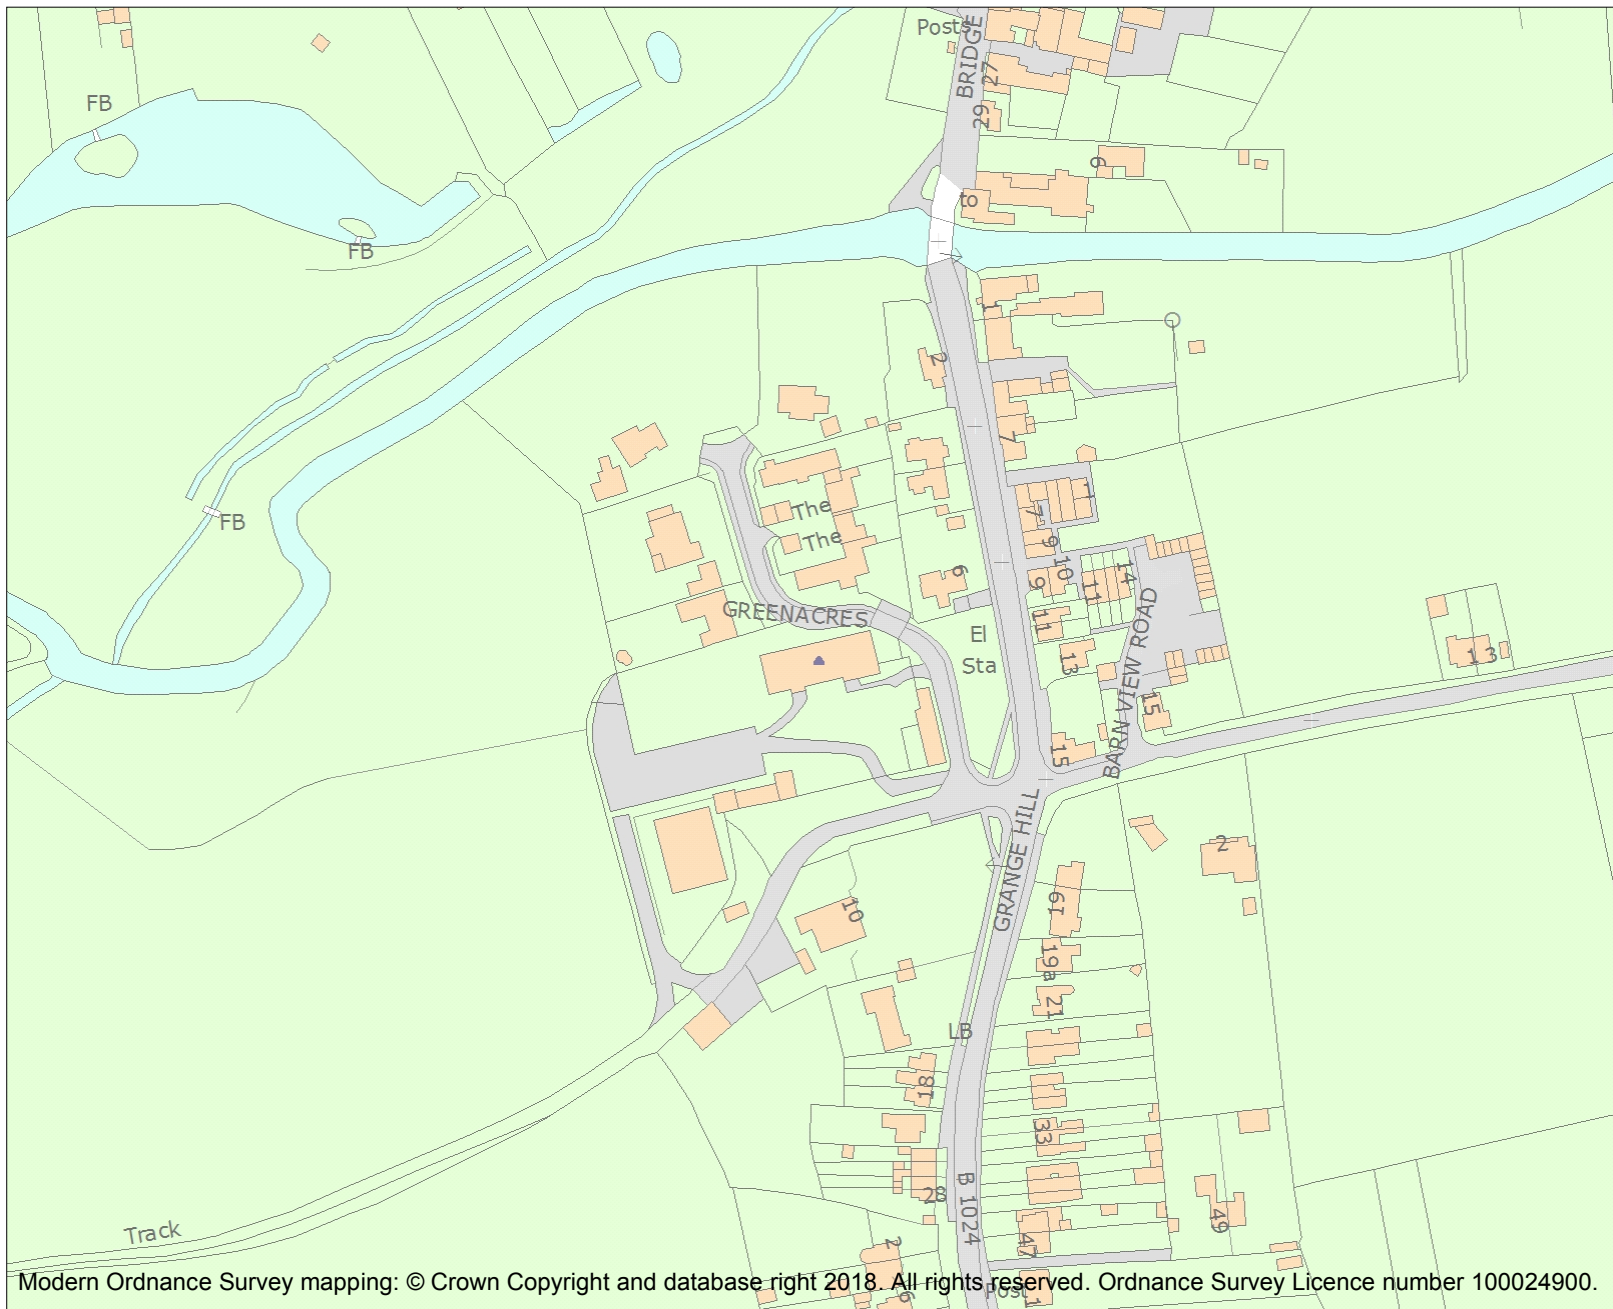 Posts
BRIDGE
27
29
FB
6
to
FB
1
2
7
The
7
1
FB
The
9
10
14
6
9
11
GREENACRES
11
El
Sta
13
BARN VIEW ROAD
13
15
15
GRANGE HILL
2
19
10
19a
21
LB
18
33
28
B 1024
49
Track
47
2
Post
1
6
Modern Ordnance Survey mapping: © Crown Copyright and database right 2018. All rights reserved. Ordnance Survey Licence number 100024900.